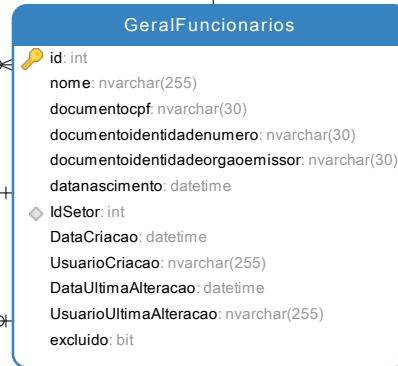 GeralFuncionarios
id: int
nome: nvarchar(255)
documentocpf: nvarchar(30)
documentoidentidadenumero: nvarchar(30)
documentoidentidadeorgaoemissor: nvarchar(30)
datanascimento: datetime
IdSetor: int
DataCriacao: datetime
UsuarioCriacao: nvarchar(255)
DataUltimaAlteracao: datetime
UsuarioUltimaAlteracao: nvarchar(255)
excluido: bit